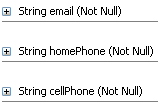 String email (Not Null)
String homePhone (Not Null)
String cellPhone (Not Null)